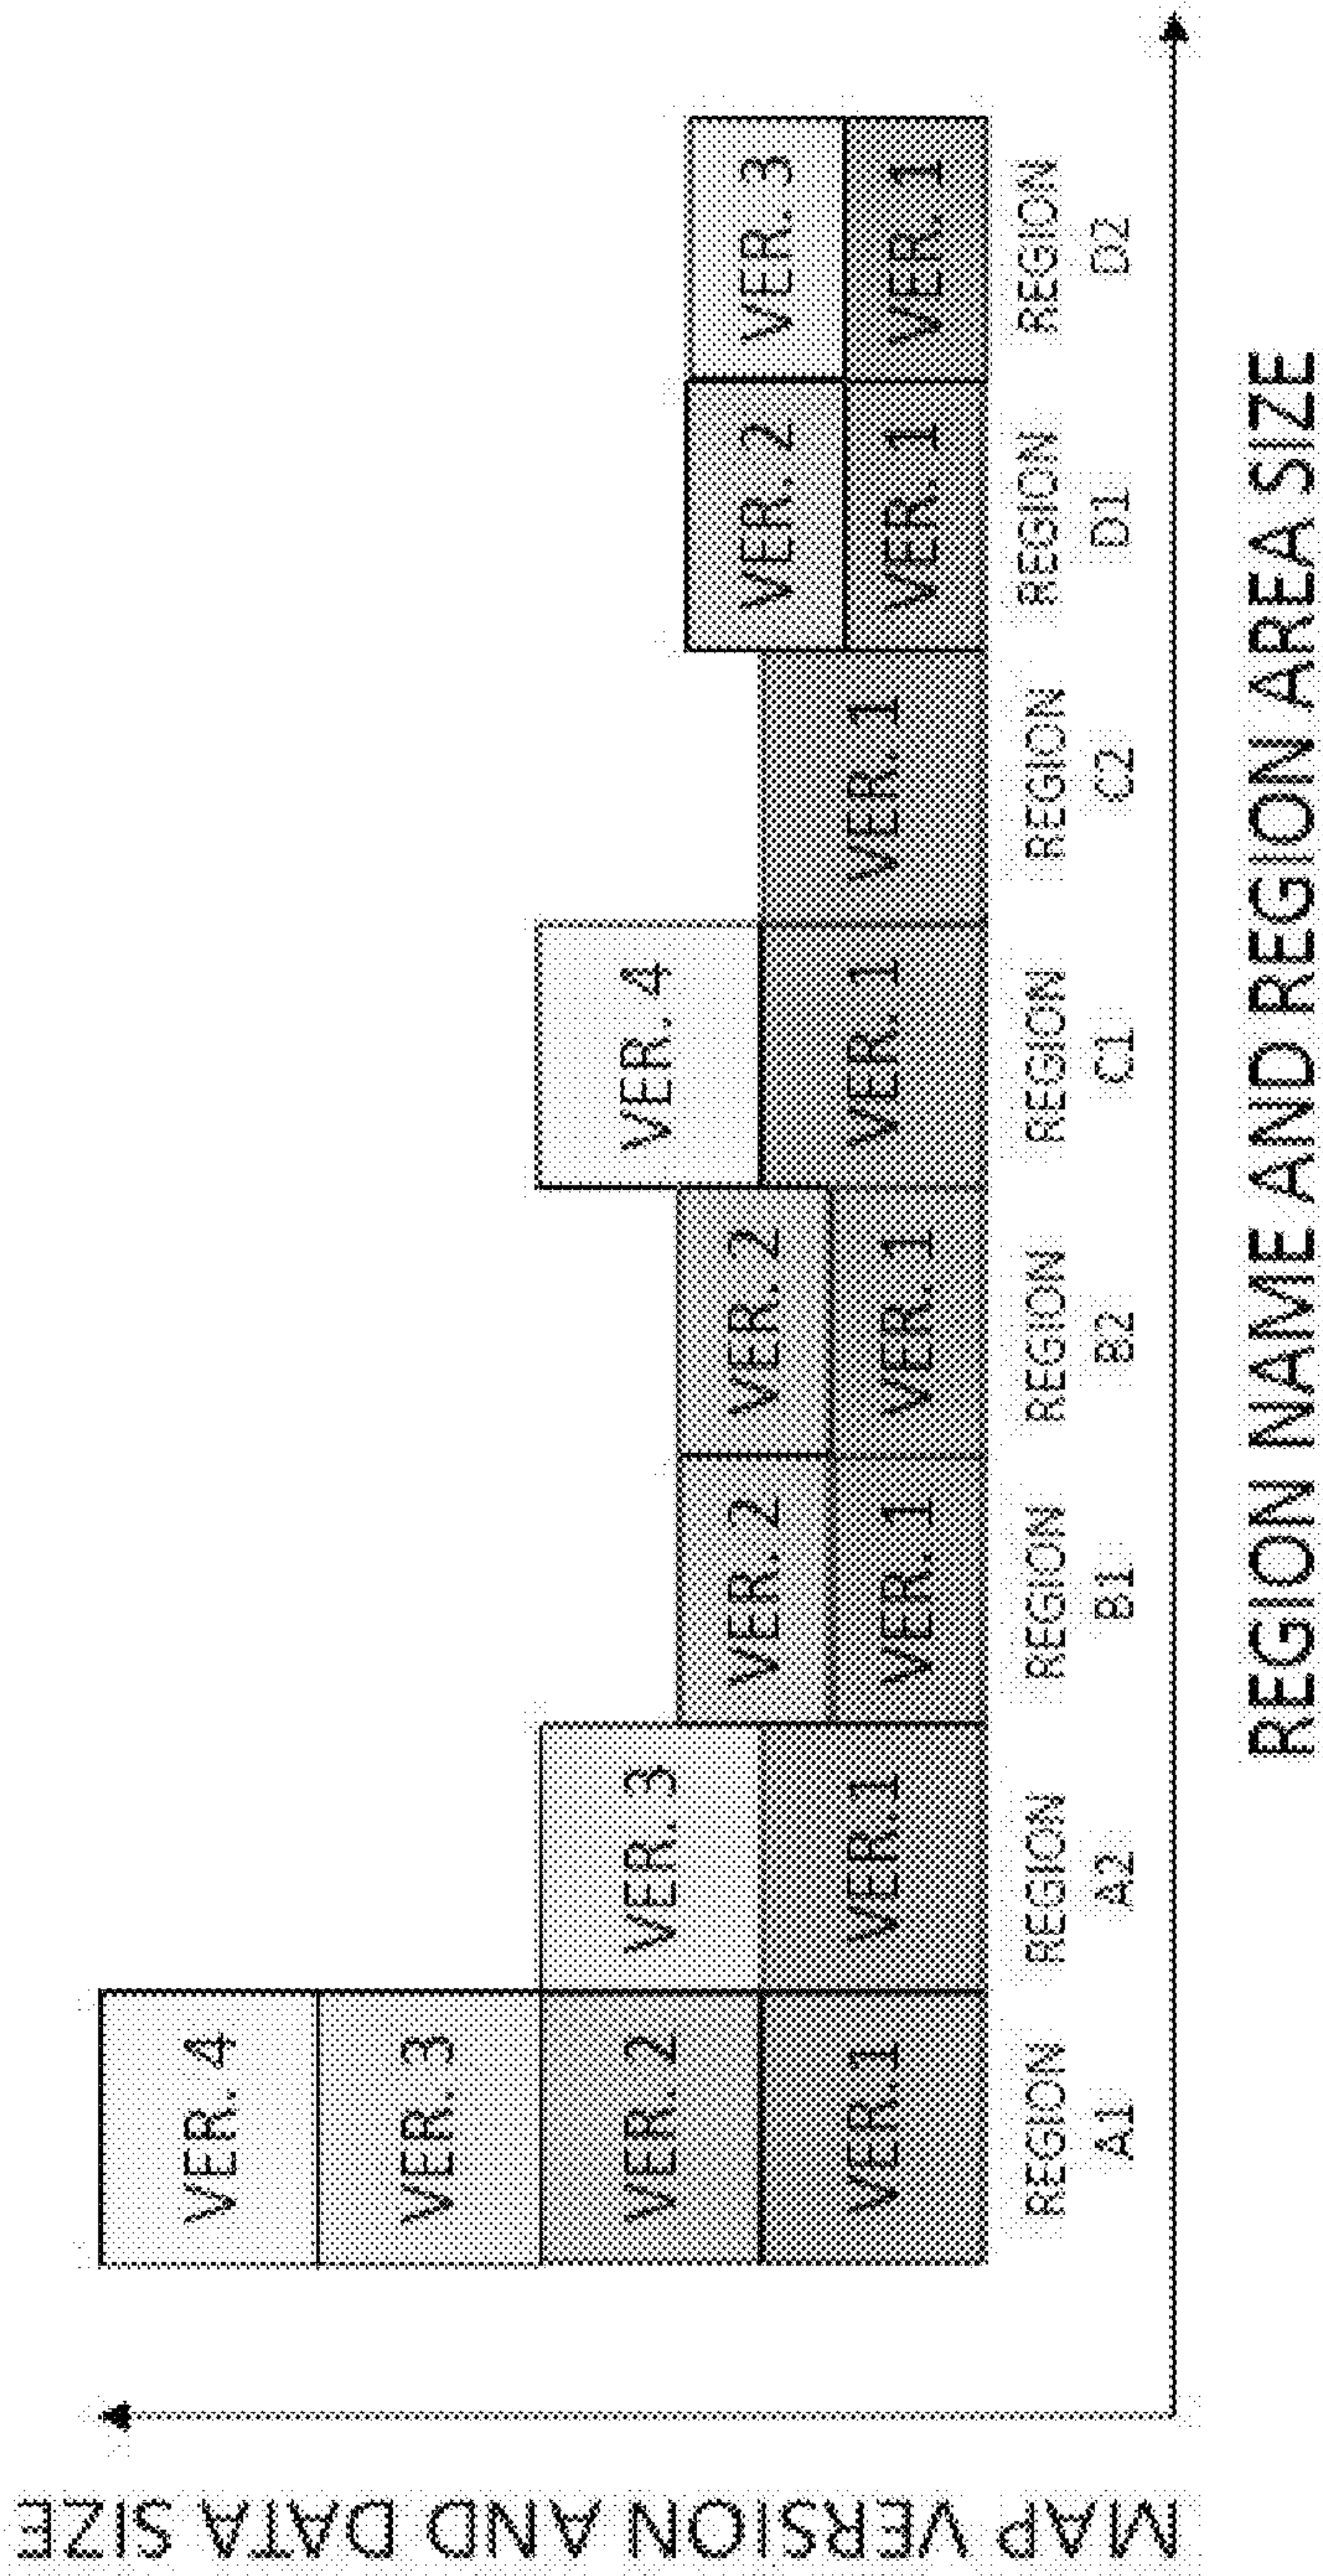 MAP VERSION AND DATA SIZE
VER. 4
VER. 3
VER. 2
VER.1
REGION
A1
VER. 3
VER.1
REGION
A2
VER. 2
VER. 1
REGION
B1
VER. 2
VER. 1
REGION
B2
VER. 4
VER. 1
REGION
C1
VER. 1
REGION
C2
VER. 2
VER. 1
REGION
D1
VER. 3
VER. 1
REGION
D2
REGION NAME AND REGION AREA SIZE